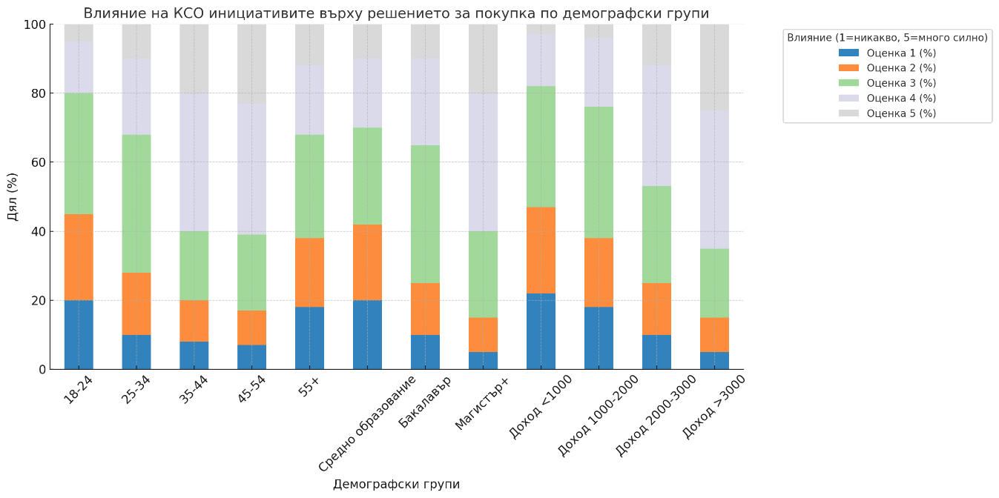 Влияние на КСО инициативите върху решението за покупка по демографски групи
Влияние (1=никакво, 5=много силно)
Оценка 1 (%)
Оценка 2 (%)
Оценка 3 (%)
Оценка 4 (%)
Оценка 5 (%)
Дял (%)
100
80
60
40
20
0
18-24
25-34
35-44
45-54
55+
Средно образование
Бакалавър
Магистър+
Доход <1000
Доход 1000-2000
Доход 2000-3000
Доход >3000
Демографски групи